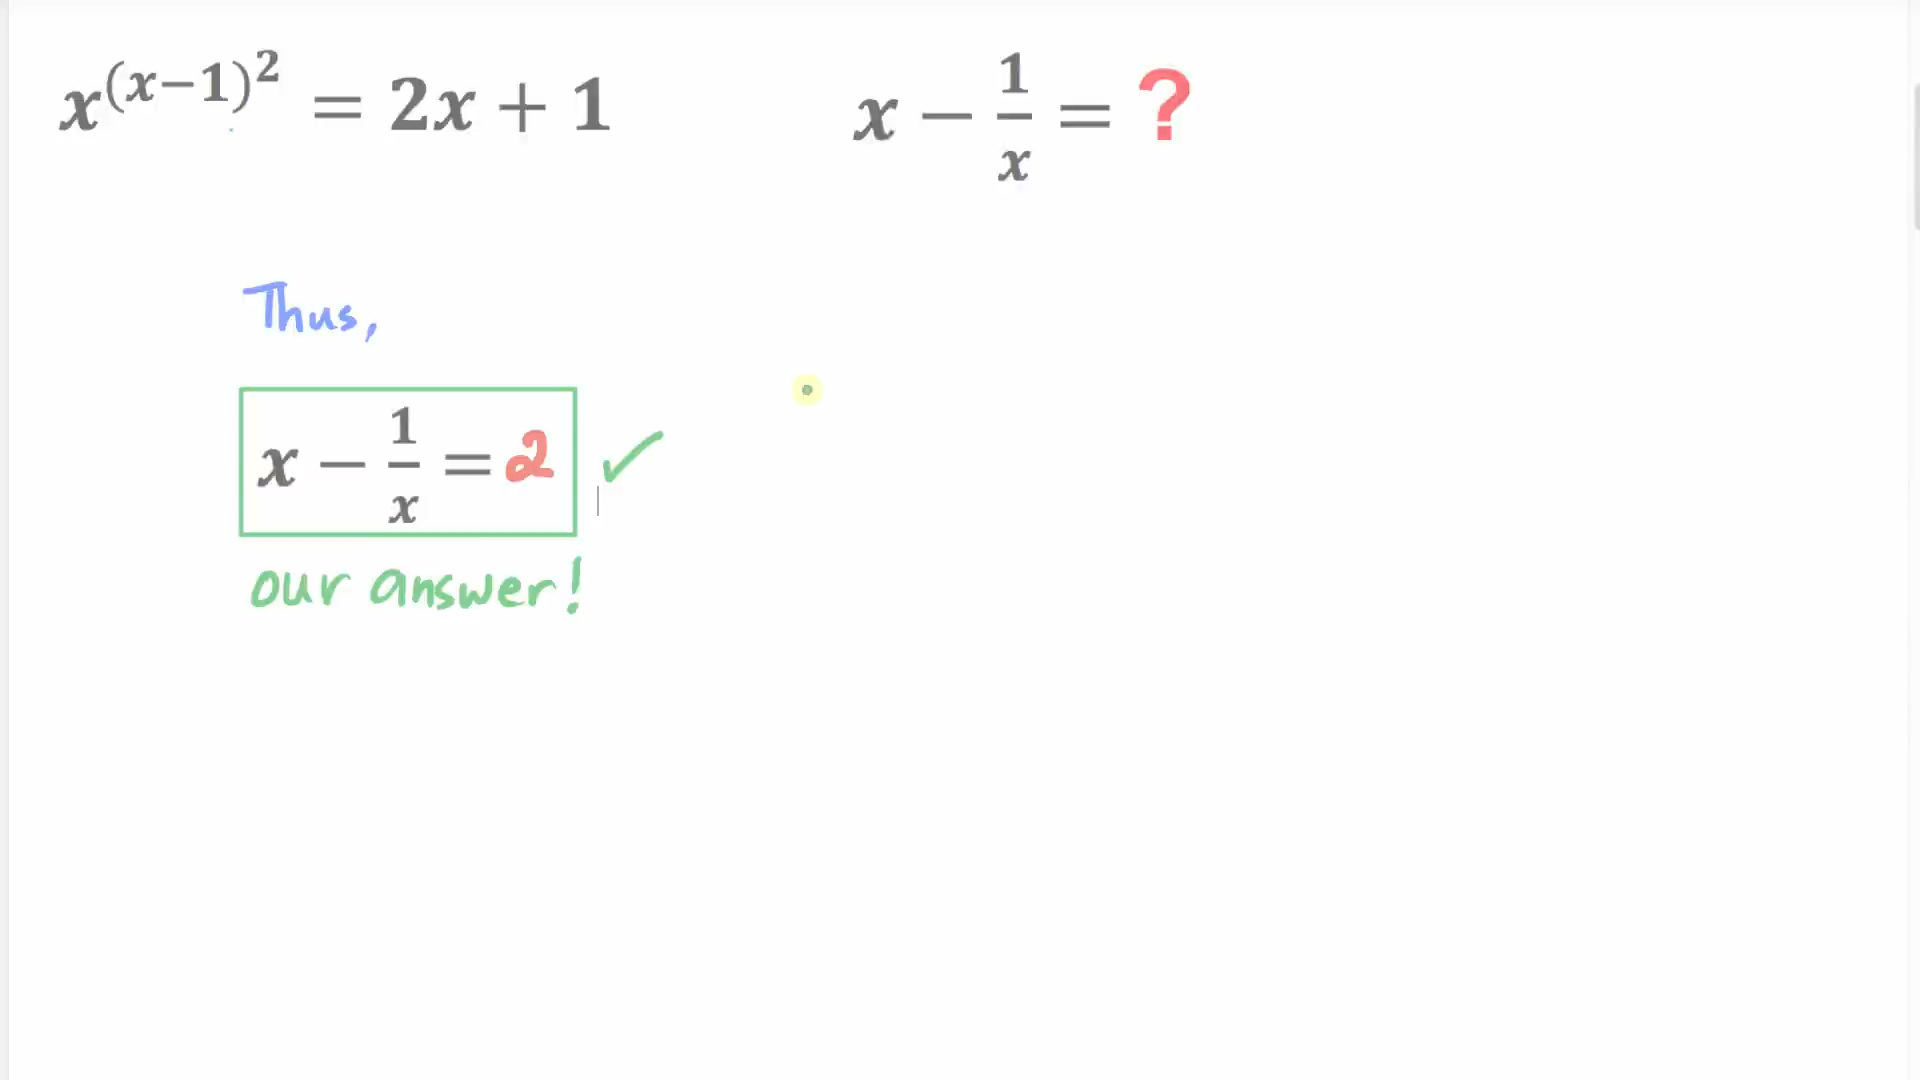 x^(x−1)^2 = 2x + 1
x − 1/x = ?
Thus,
x − 1/x = 2 ✓
our answer!